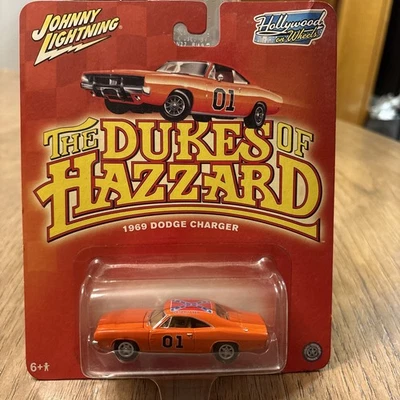 JOHNNY
LIGHTNING
Hollywood
on Wheels
01
THE DUKES OF
HAZZARD
1969 DODGE CHARGER
01
6+